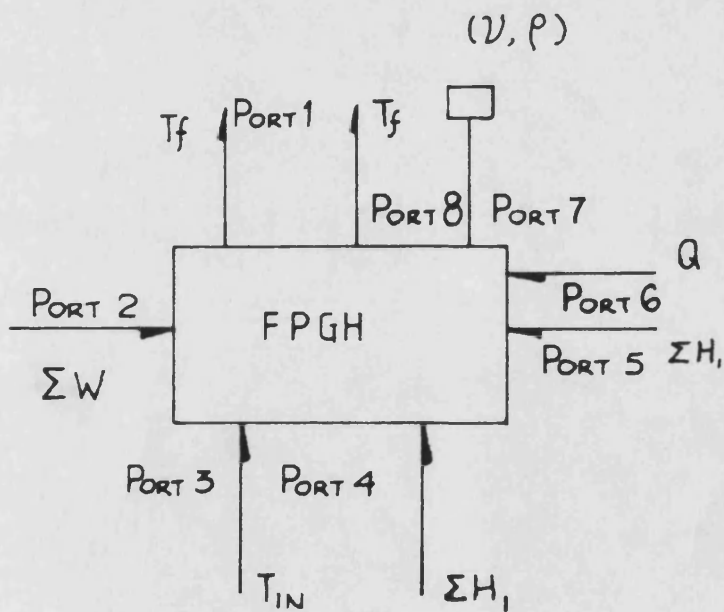 (ν, ρ)
Tf PORT 1 Tf
PORT 8 PORT 7
Q
PORT 2 FPGH PORT 6
ΣW PORT 5 ΣH₁
PORT 3 PORT 4
TIN ΣH₁